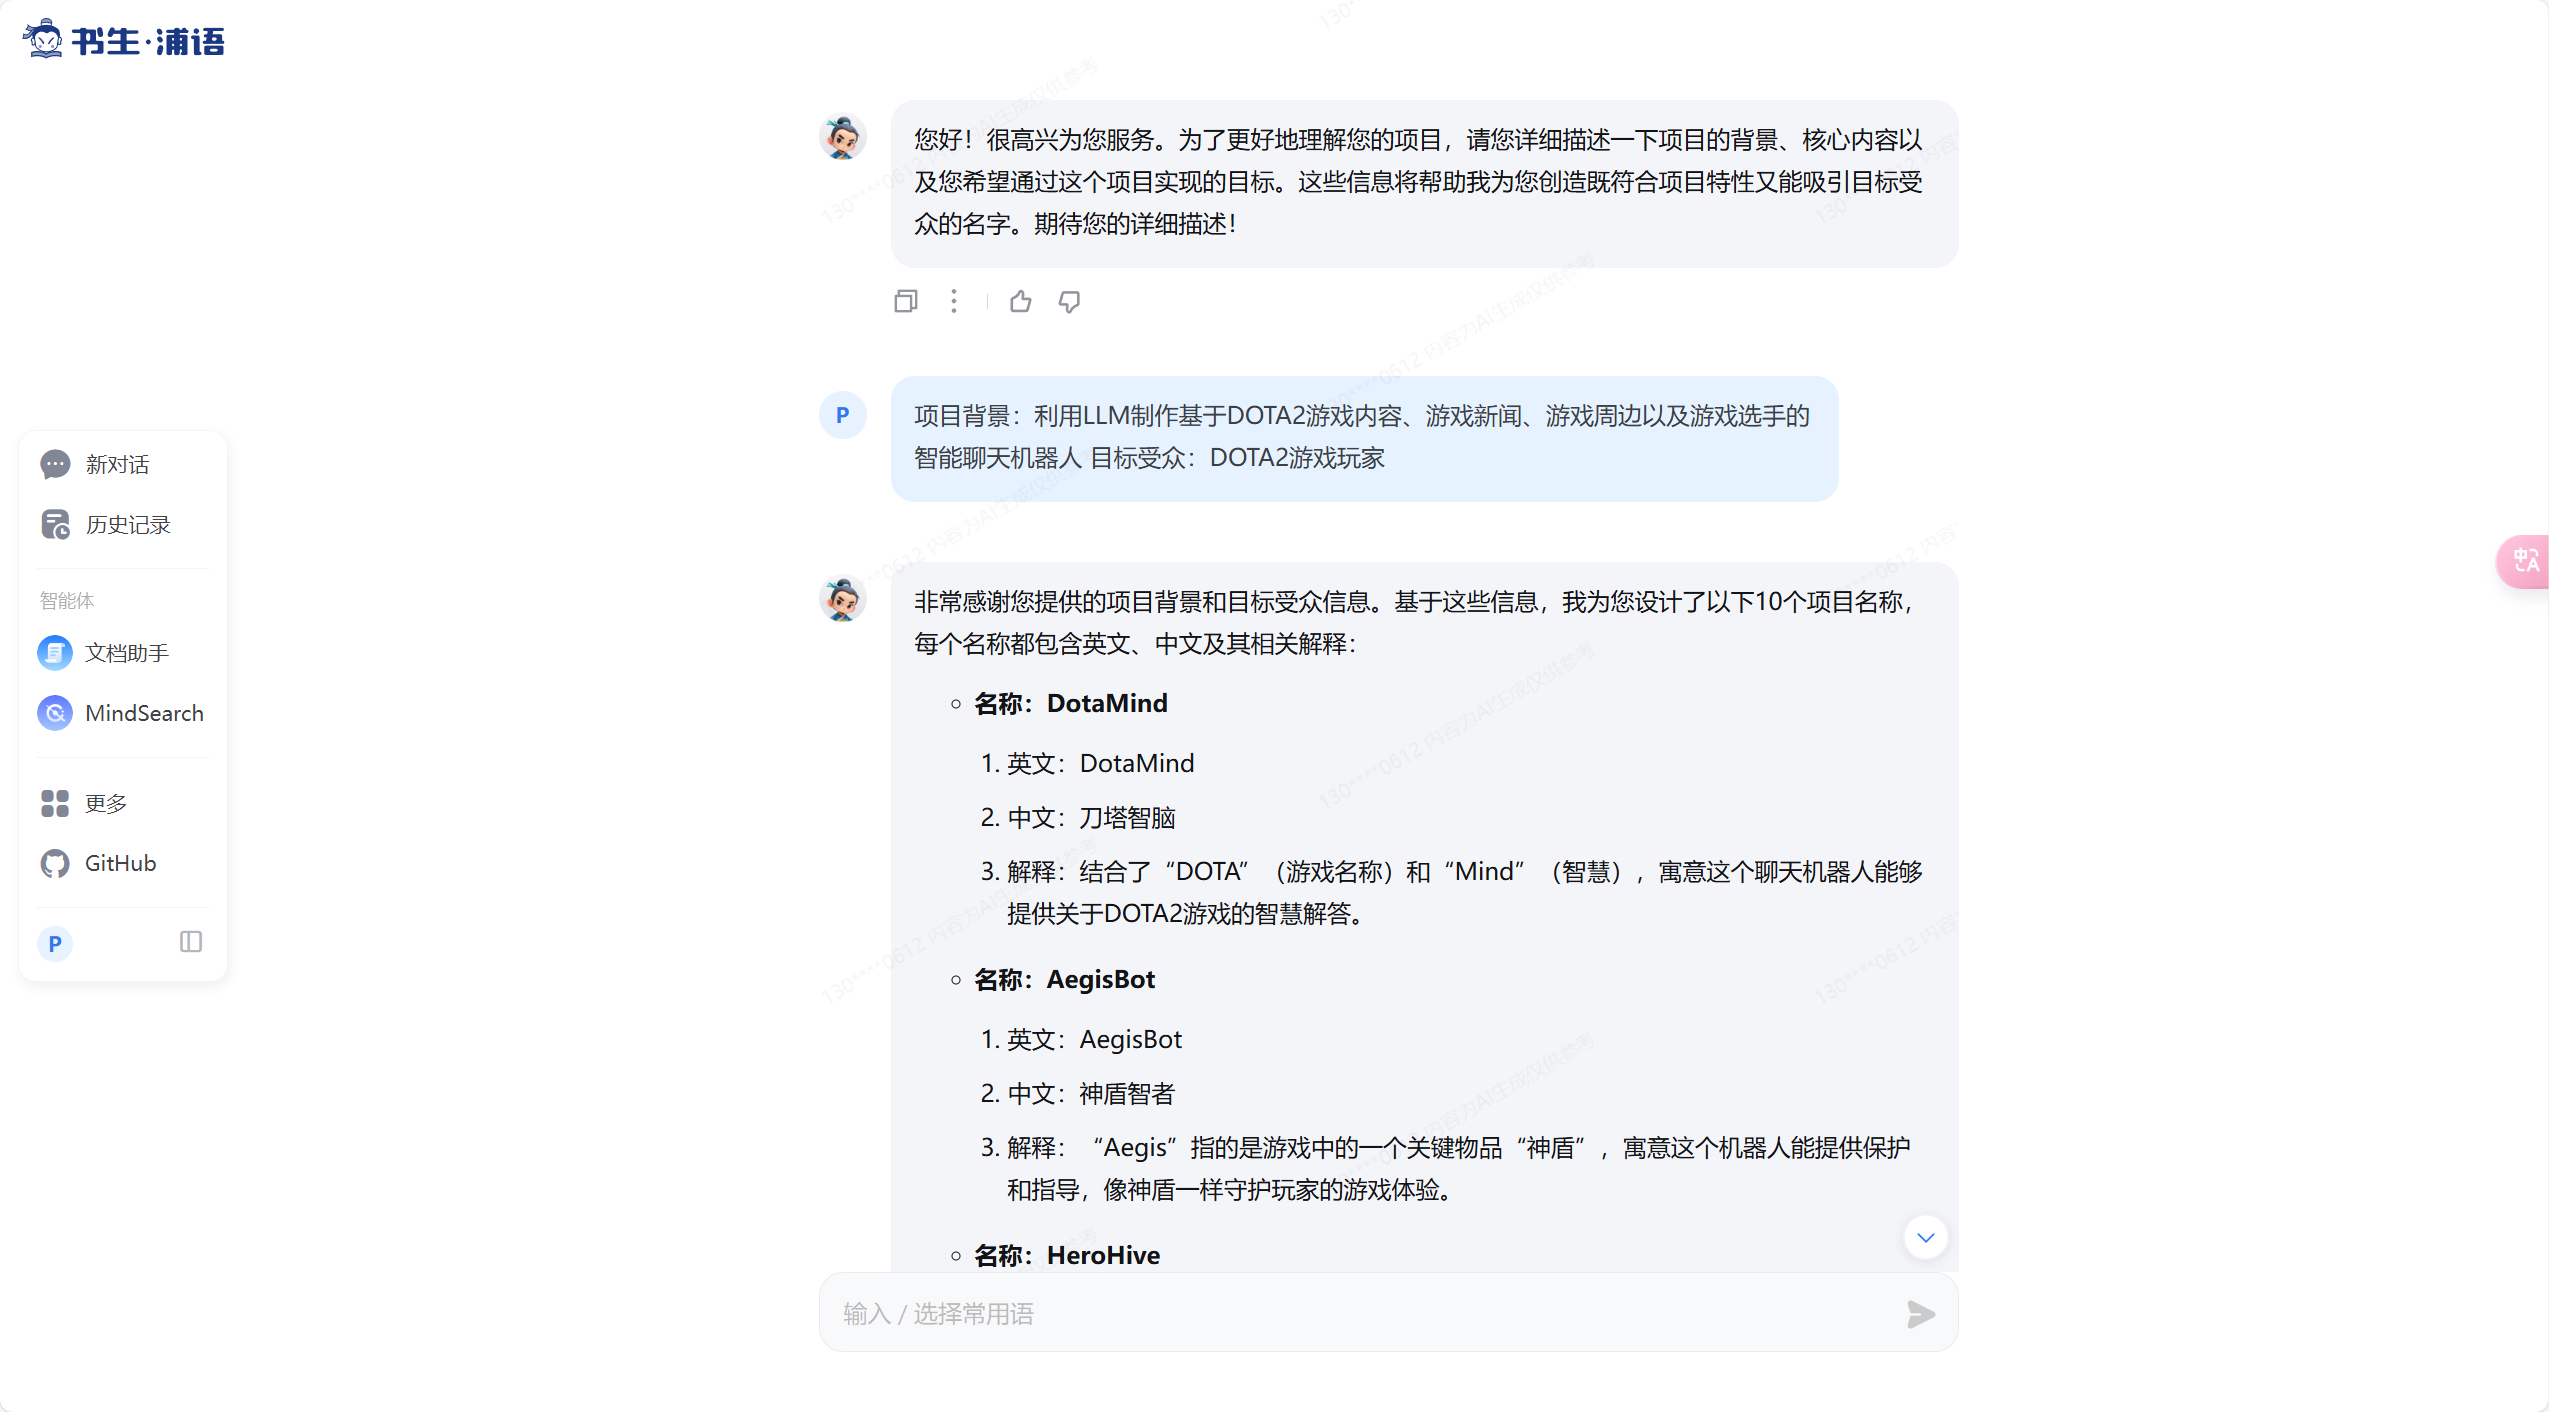 书生·浦语
您好！很高兴为您服务。为了更好地理解您的项目，请您详细描述一下项目的背景、核心内容以
及您希望通过这个项目实现的目标。这些信息将帮助我为您创造既符合项目特性又能吸引目标受
众的名字。期待您的详细描述！
P
项目背景：利用LLM制作基于DOTA2游戏内容、游戏新闻、游戏周边以及游戏选手的
智能聊天机器人 目标受众：DOTA2游戏玩家
新对话
历史记录
智能体
文档助手
MindSearch
更多
GitHub
P
非常感谢您提供的项目背景和目标受众信息。基于这些信息，我为您设计了以下10个项目名称，
每个名称都包含英文、中文及其相关解释：
名称：DotaMind
1. 英文：DotaMind
2. 中文：刀塔智脑
3. 解释：结合了“DOTA”（游戏名称）和“Mind”（智慧），寓意这个聊天机器人能够
提供关于DOTA2游戏的智慧解答。
名称：AegisBot
1. 英文：AegisBot
2. 中文：神盾智者
3. 解释：“Aegis”指的是游戏中的一个关键物品“神盾”，寓意这个机器人能提供保护
和指导，像神盾一样守护玩家的游戏体验。
名称：HeroHive
输入 / 选择常用语
中A
130****0612 内容为AI生成仅供参考